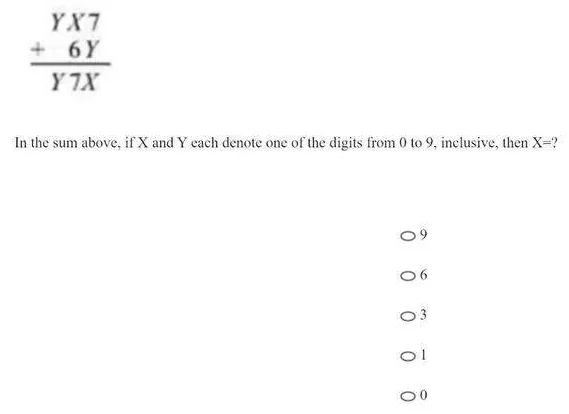 YX7
+ 6Y
Y7X
In the sum above, if X and Y each denote one of the digits from 0 to 9, inclusive, then X=?
9
6
3
1
0